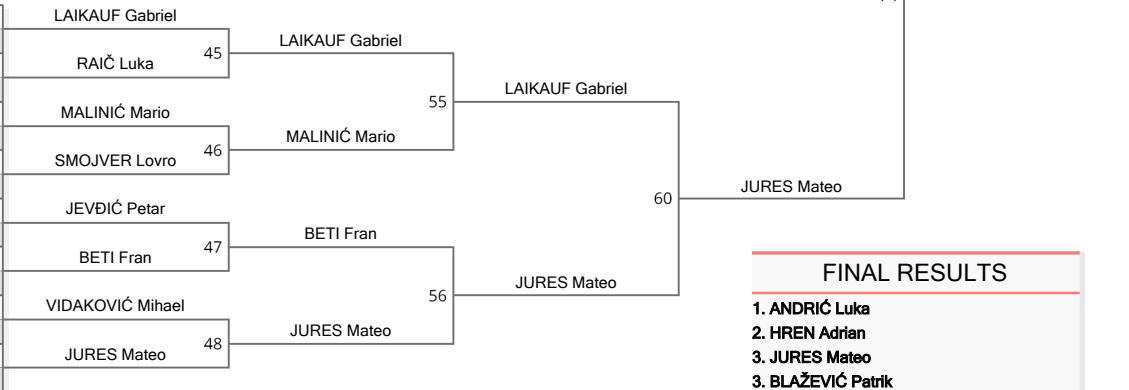 LAIKAUF Gabriel
RAIČ Luka
45
LAIKAUF Gabriel
MALINIĆ Mario
SMOJVER Lovro
46
MALINIĆ Mario
55
LAIKAUF Gabriel
JEVĐIĆ Petar
BETI Fran
47
BETI Fran
VIDAKOVIĆ Mihael
JURES Mateo
48
JURES Mateo
56
JURES Mateo
60
JURES Mateo
FINAL RESULTS
1. ANDRIĆ Luka
2. HREN Adrian
3. JURES Mateo
3. BLAŽEVIĆ Patrik